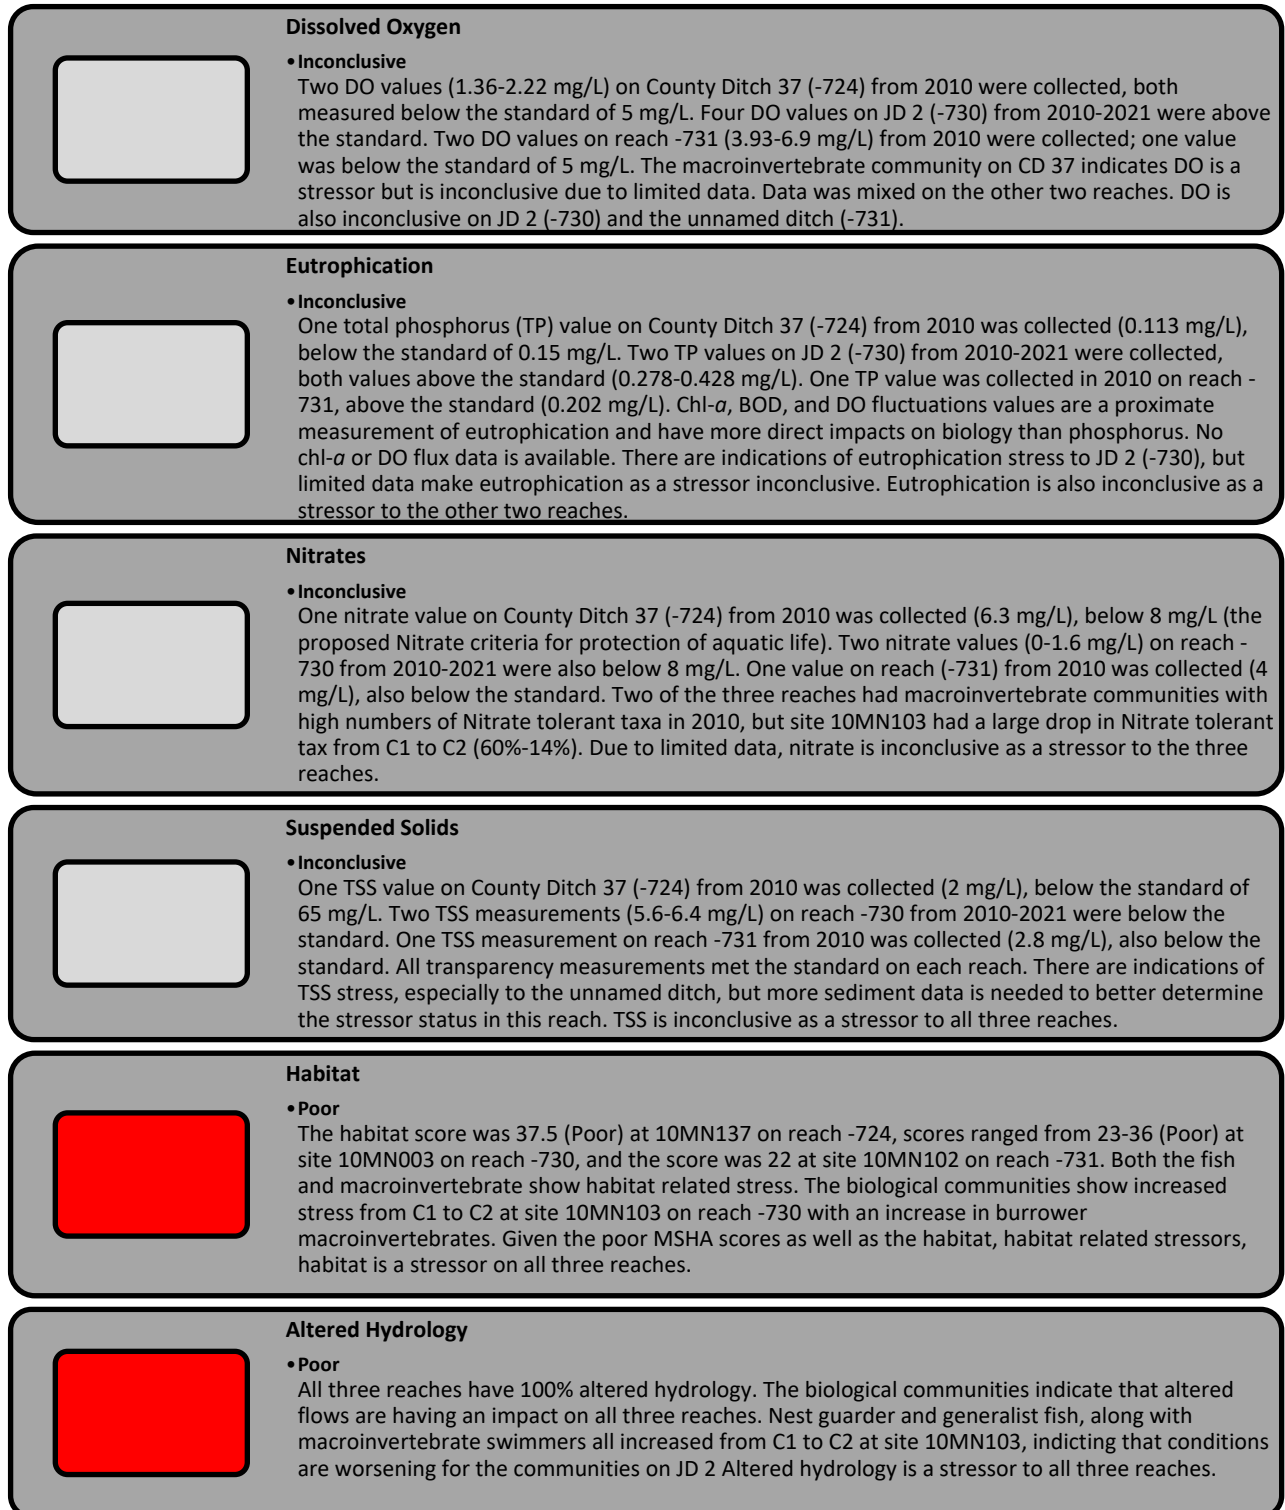 Dissolved Oxygen
•Inconclusive
Two DO values (1.36-2.22 mg/L) on County Ditch 37 (-724) from 2010 were collected, both
measured below the standard of 5 mg/L. Four DO values on JD 2 (-730) from 2010-2021 were above
the standard. Two DO values on reach -731 (3.93-6.9 mg/L) from 2010 were collected; one value
was below the standard of 5 mg/L. The macroinvertebrate community on CD 37 indicates DO is a
stressor but is inconclusive due to limited data. Data was mixed on the other two reaches. DO is
also inconclusive on JD 2 (-730) and the unnamed ditch (-731).
Eutrophication
•Inconclusive
One total phosphorus (TP) value on County Ditch 37 (-724) from 2010 was collected (0.113 mg/L),
below the standard of 0.15 mg/L. Two TP values on JD 2 (-730) from 2010-2021 were collected,
both values above the standard (0.278-0.428 mg/L). One TP value was collected in 2010 on reach -
731, above the standard (0.202 mg/L). Chl-a, BOD, and DO fluctuations values are a proximate
measurement of eutrophication and have more direct impacts on biology than phosphorus. No
chl-a or DO flux data is available. There are indications of eutrophication stress to JD 2 (-730), but
limited data make eutrophication as a stressor inconclusive. Eutrophication is also inconclusive as a
stressor to the other two reaches.
Nitrates
•Inconclusive
One nitrate value on County Ditch 37 (-724) from 2010 was collected (6.3 mg/L), below 8 mg/L (the
proposed Nitrate criteria for protection of aquatic life). Two nitrate values (0-1.6 mg/L) on reach -
730 from 2010-2021 were also below 8 mg/L. One value on reach (-731) from 2010 was collected (4
mg/L), also below the standard. Two of the three reaches had macroinvertebrate communities with
high numbers of Nitrate tolerant taxa in 2010, but site 10MN103 had a large drop in Nitrate tolerant
tax from C1 to C2 (60%-14%). Due to limited data, nitrate is inconclusive as a stressor to the three
reaches.
Suspended Solids
•Inconclusive
One TSS value on County Ditch 37 (-724) from 2010 was collected (2 mg/L), below the standard of
65 mg/L. Two TSS measurements (5.6-6.4 mg/L) on reach -730 from 2010-2021 were below the
standard. One TSS measurement on reach -731 from 2010 was collected (2.8 mg/L), also below the
standard. All transparency measurements met the standard on each reach. There are indications of
TSS stress, especially to the unnamed ditch, but more sediment data is needed to better determine
the stressor status in this reach. TSS is inconclusive as a stressor to all three reaches.
Habitat
•Poor
The habitat score was 37.5 (Poor) at 10MN137 on reach -724, scores ranged from 23-36 (Poor) at
site 10MN003 on reach -730, and the score was 22 at site 10MN102 on reach -731. Both the fish
and macroinvertebrate show habitat related stress. The biological communities show increased
stress from C1 to C2 at site 10MN103 on reach -730 with an increase in burrower
macroinvertebrates. Given the poor MSHA scores as well as the habitat, habitat related stressors,
habitat is a stressor on all three reaches.
Altered Hydrology
•Poor
All three reaches have 100% altered hydrology. The biological communities indicate that altered
flows are having an impact on all three reaches. Nest guarder and generalist fish, along with
macroinvertebrate swimmers all increased from C1 to C2 at site 10MN103, indicting that conditions
are worsening for the communities on JD 2 Altered hydrology is a stressor to all three reaches.